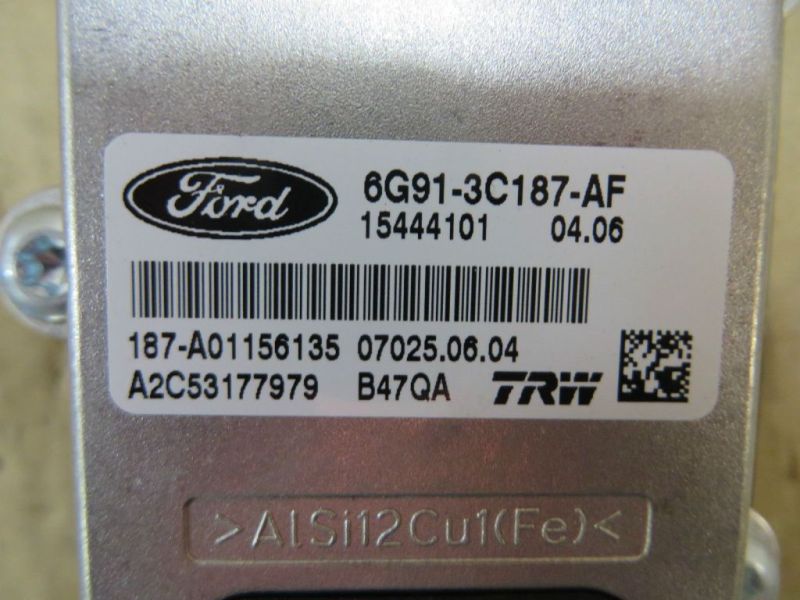 Ford 6G91-3C187-AF
15444101 04.06
187-A01156135 07025.06.04
A2C53177979 B47QA TRW
>AlSi12Cu1(Fe)<